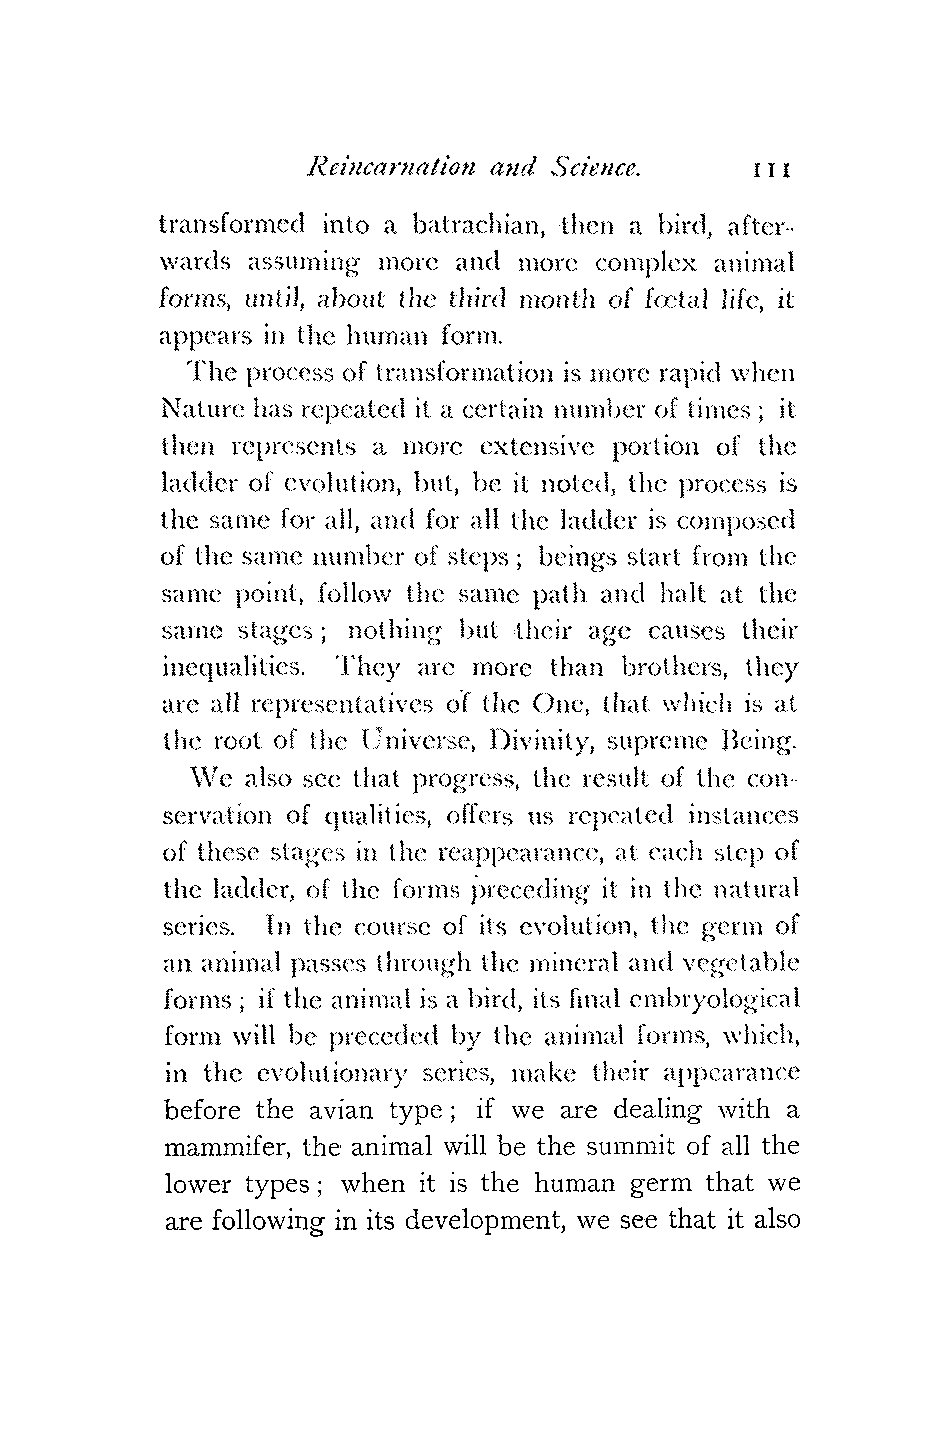 Reincarnation and Science. 111
transformed into a batrachian, then a bird, after-
wards assuming more and more complex animal
forms, until, about the third month of fœtal life, it
appears in the human form.
The process of transformation is more rapid when
Nature has repeated it a certain number of times ; it
then represents a more extensive portion of the
ladder of evolution, but, be it noted, the process is
the same for all, and for all the ladder is composed
of the same number of steps ; beings start from the
same point, follow the same path and halt at the
same stages ; nothing but their age causes their
inequalities. They are more than brothers, they
are all representatives of the One, that which is at
the root of the Universe, Divinity, supreme Being.
We also see that progress, the result of the con-
servation of qualities, offers us repeated instances
of these stages in the reappearance, at each step of
the ladder, of the forms preceding it in the natural
series. In the course of its evolution, the germ of
an animal passes through the mineral and vegetable
forms ; if the animal is a bird, its final embryological
form will be preceded by the animal forms, which,
in the evolutionary series, make their appearance
before the avian type ; if we are dealing with a
mammifer, the animal will be the summit of all the
lower types ; when it is the human germ that we
are following in its development, we see that it also